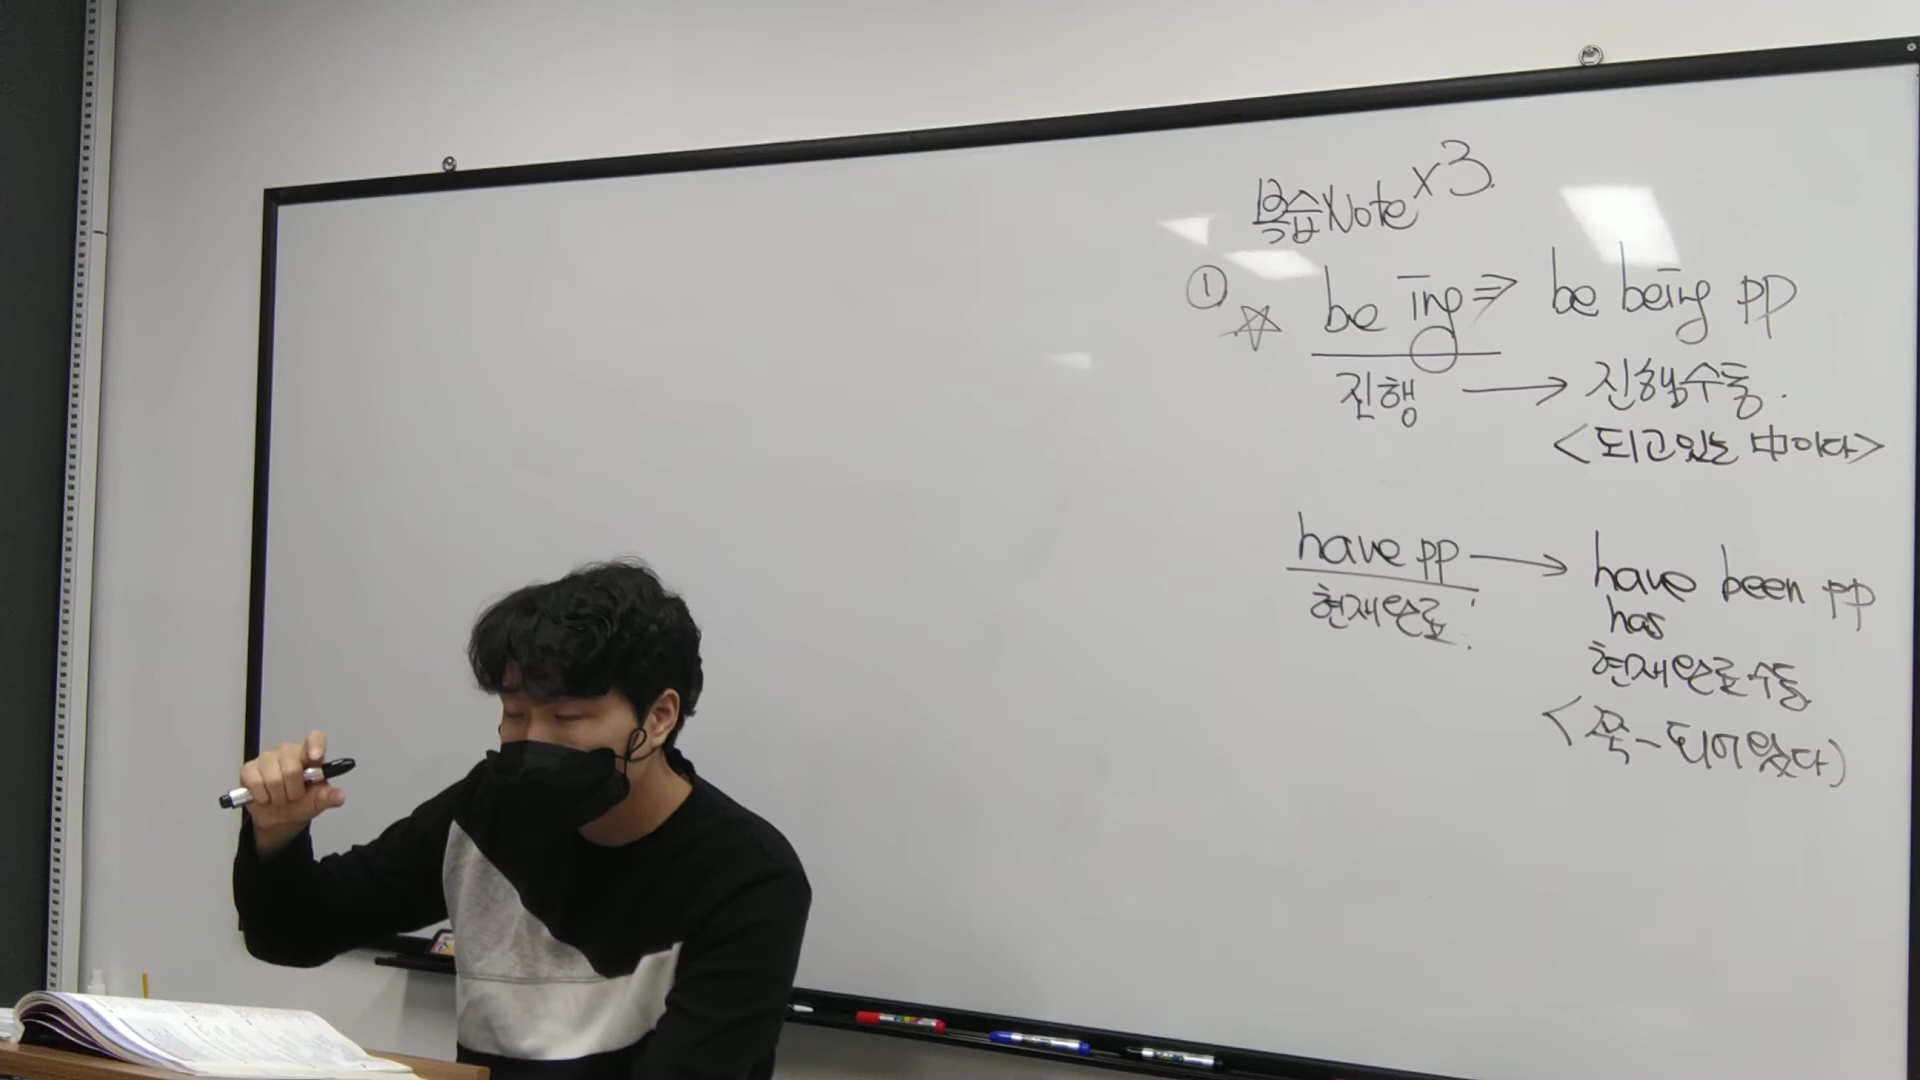 복습Note x3.
① ☆ be ing ⇒ be being pp
진행 → 진행수동.
<되고있는 中이다>
have pp → have been pp
has
현재완료 현재완료수동
<쭉-되어왔다)